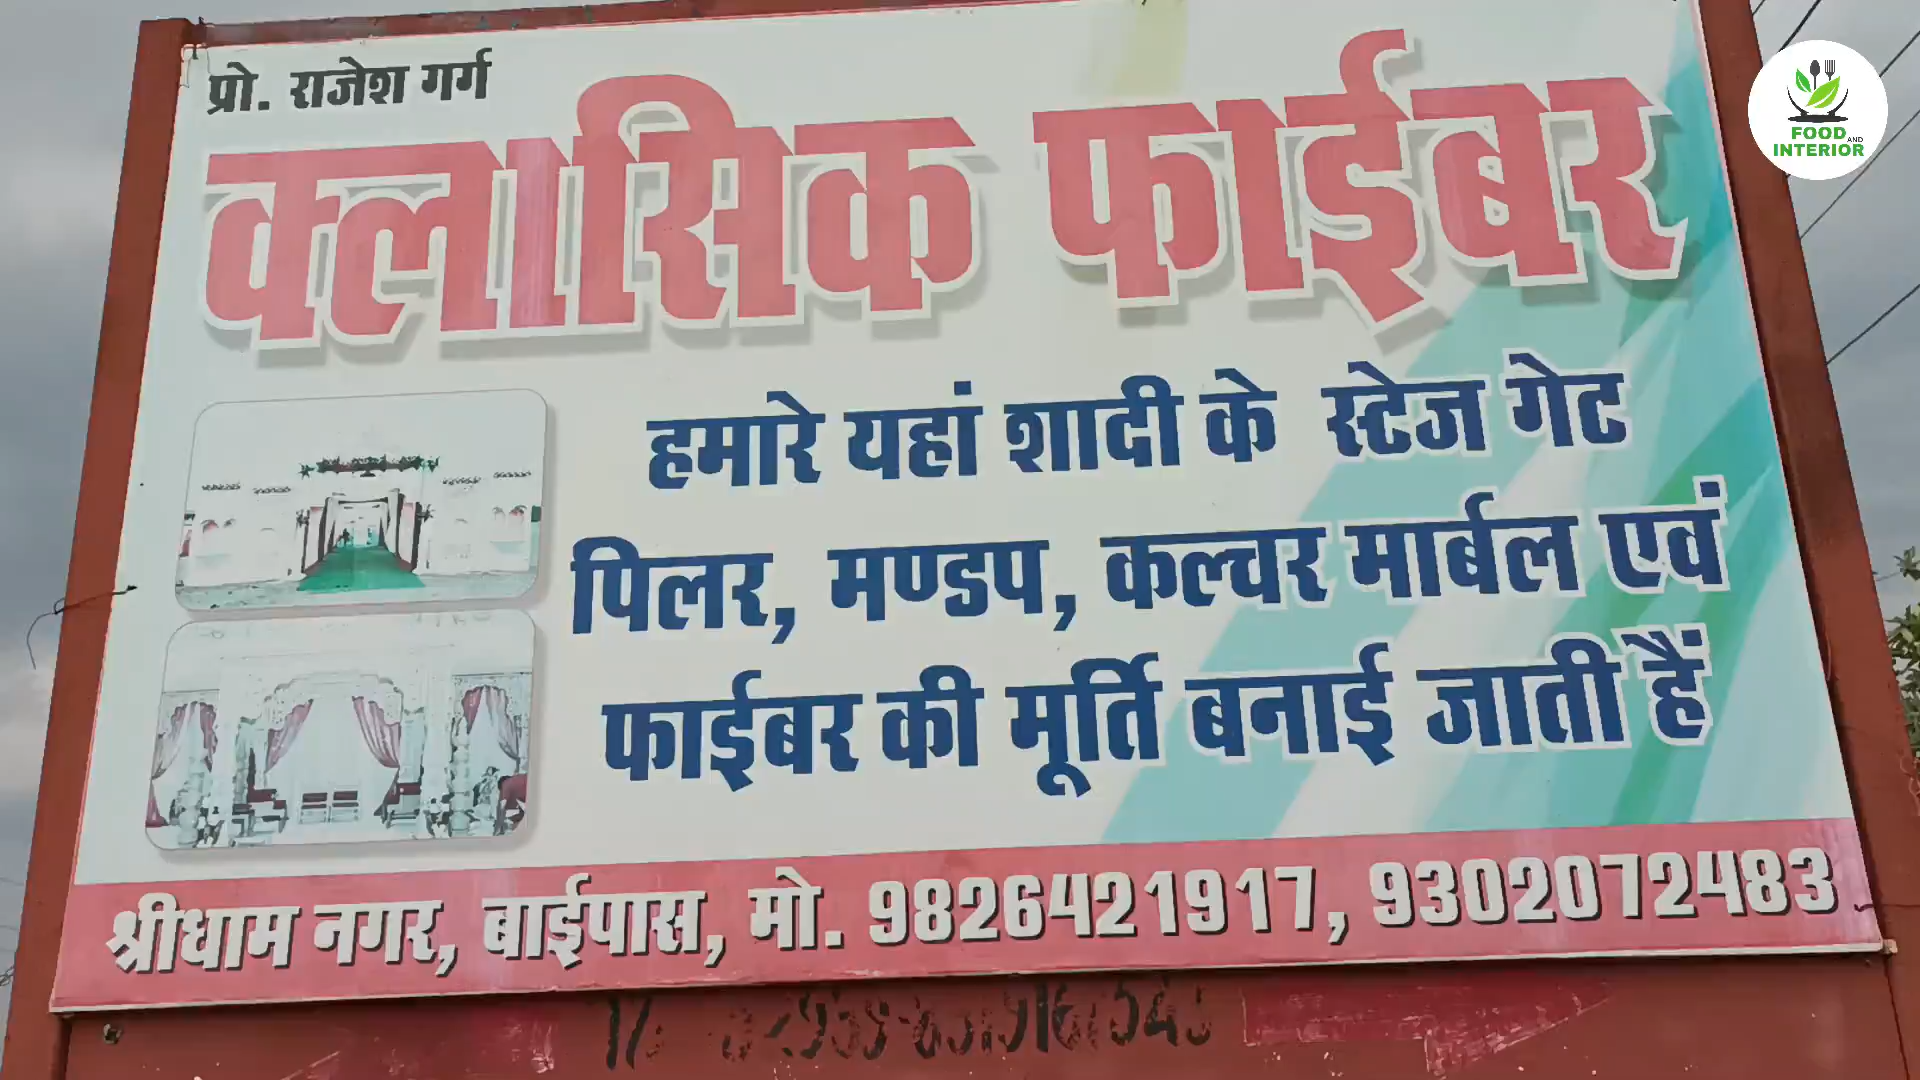 प्रो. राजेश गर्ग
क्लासिक फाईबर
हमारे यहां शादी के स्टेज गेट
पिलर, मण्डप, कल्चर मार्बल एवं
फाईबर की मूर्ति बनाई जाती हैं
श्रीधाम नगर, बाईपास, मो. 9826421917, 9302072483
FOOD AND
INTERIOR